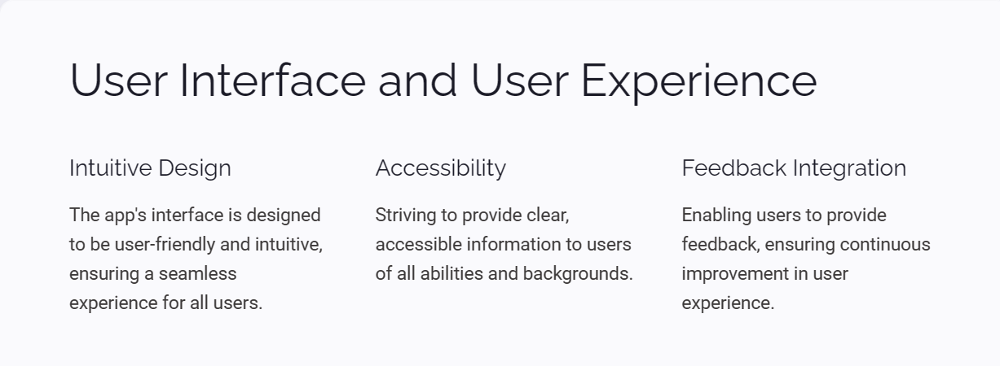 User Interface and User Experience
Intuitive Design
The app's interface is designed
to be user-friendly and intuitive,
ensuring a seamless
experience for all users.
Accessibility
Striving to provide clear,
accessible information to users
of all abilities and backgrounds.
Feedback Integration
Enabling users to provide
feedback, ensuring continuous
improvement in user
experience.